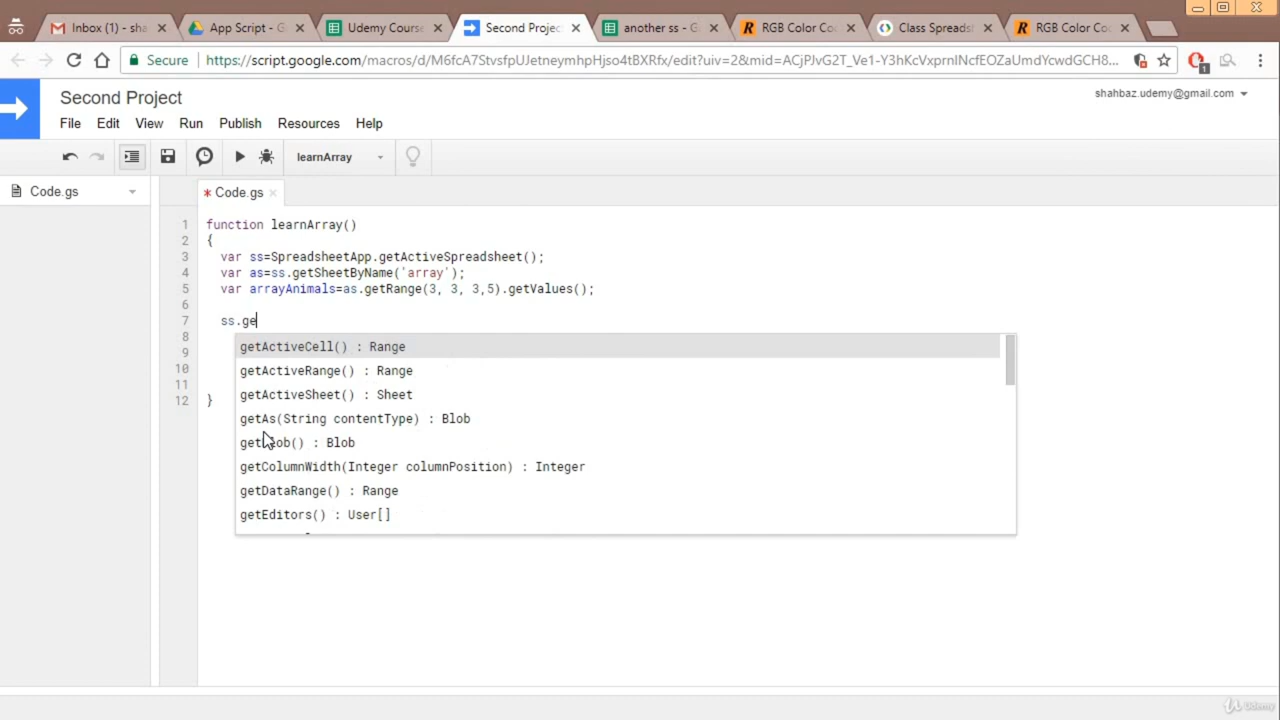 Inbox (1) - sha
App Script - G
Udemy Course
Second Projec
another ss - G
RGB Color Co
Class Spreads
RGB Color Co
Secure
https://script.google.com/macros/d/M6fcA7StvsfpUJetneymhpHjso4tBXRfx/edit?uiv=2&mid=ACjPJvG2T_Ve1-Y3hKcVxprnINcfEOZaUmdYcwdGCH8...
1
Second Project
shahbaz.udemy@gmail.com
File Edit View Run Publish Resources Help
learnArray
Code.gs
* Code.gs
1 function learnArray()
2 {
3 var ss=SpreadsheetApp.getActiveSpreadsheet();
4 var as=ss.getSheetByName('array');
5 var arrayAnimals=as.getRange(3, 3, 3,5).getValues();
6
7 ss.ge
8
9
10
11
12 }
getActiveCell() : Range
getActiveRange() : Range
getActiveSheet() : Sheet
getAs(String contentType) : Blob
getBlob() : Blob
getColumnWidth(Integer columnPosition) : Integer
getDataRange() : Range
getEditors() : User[]
Udemy